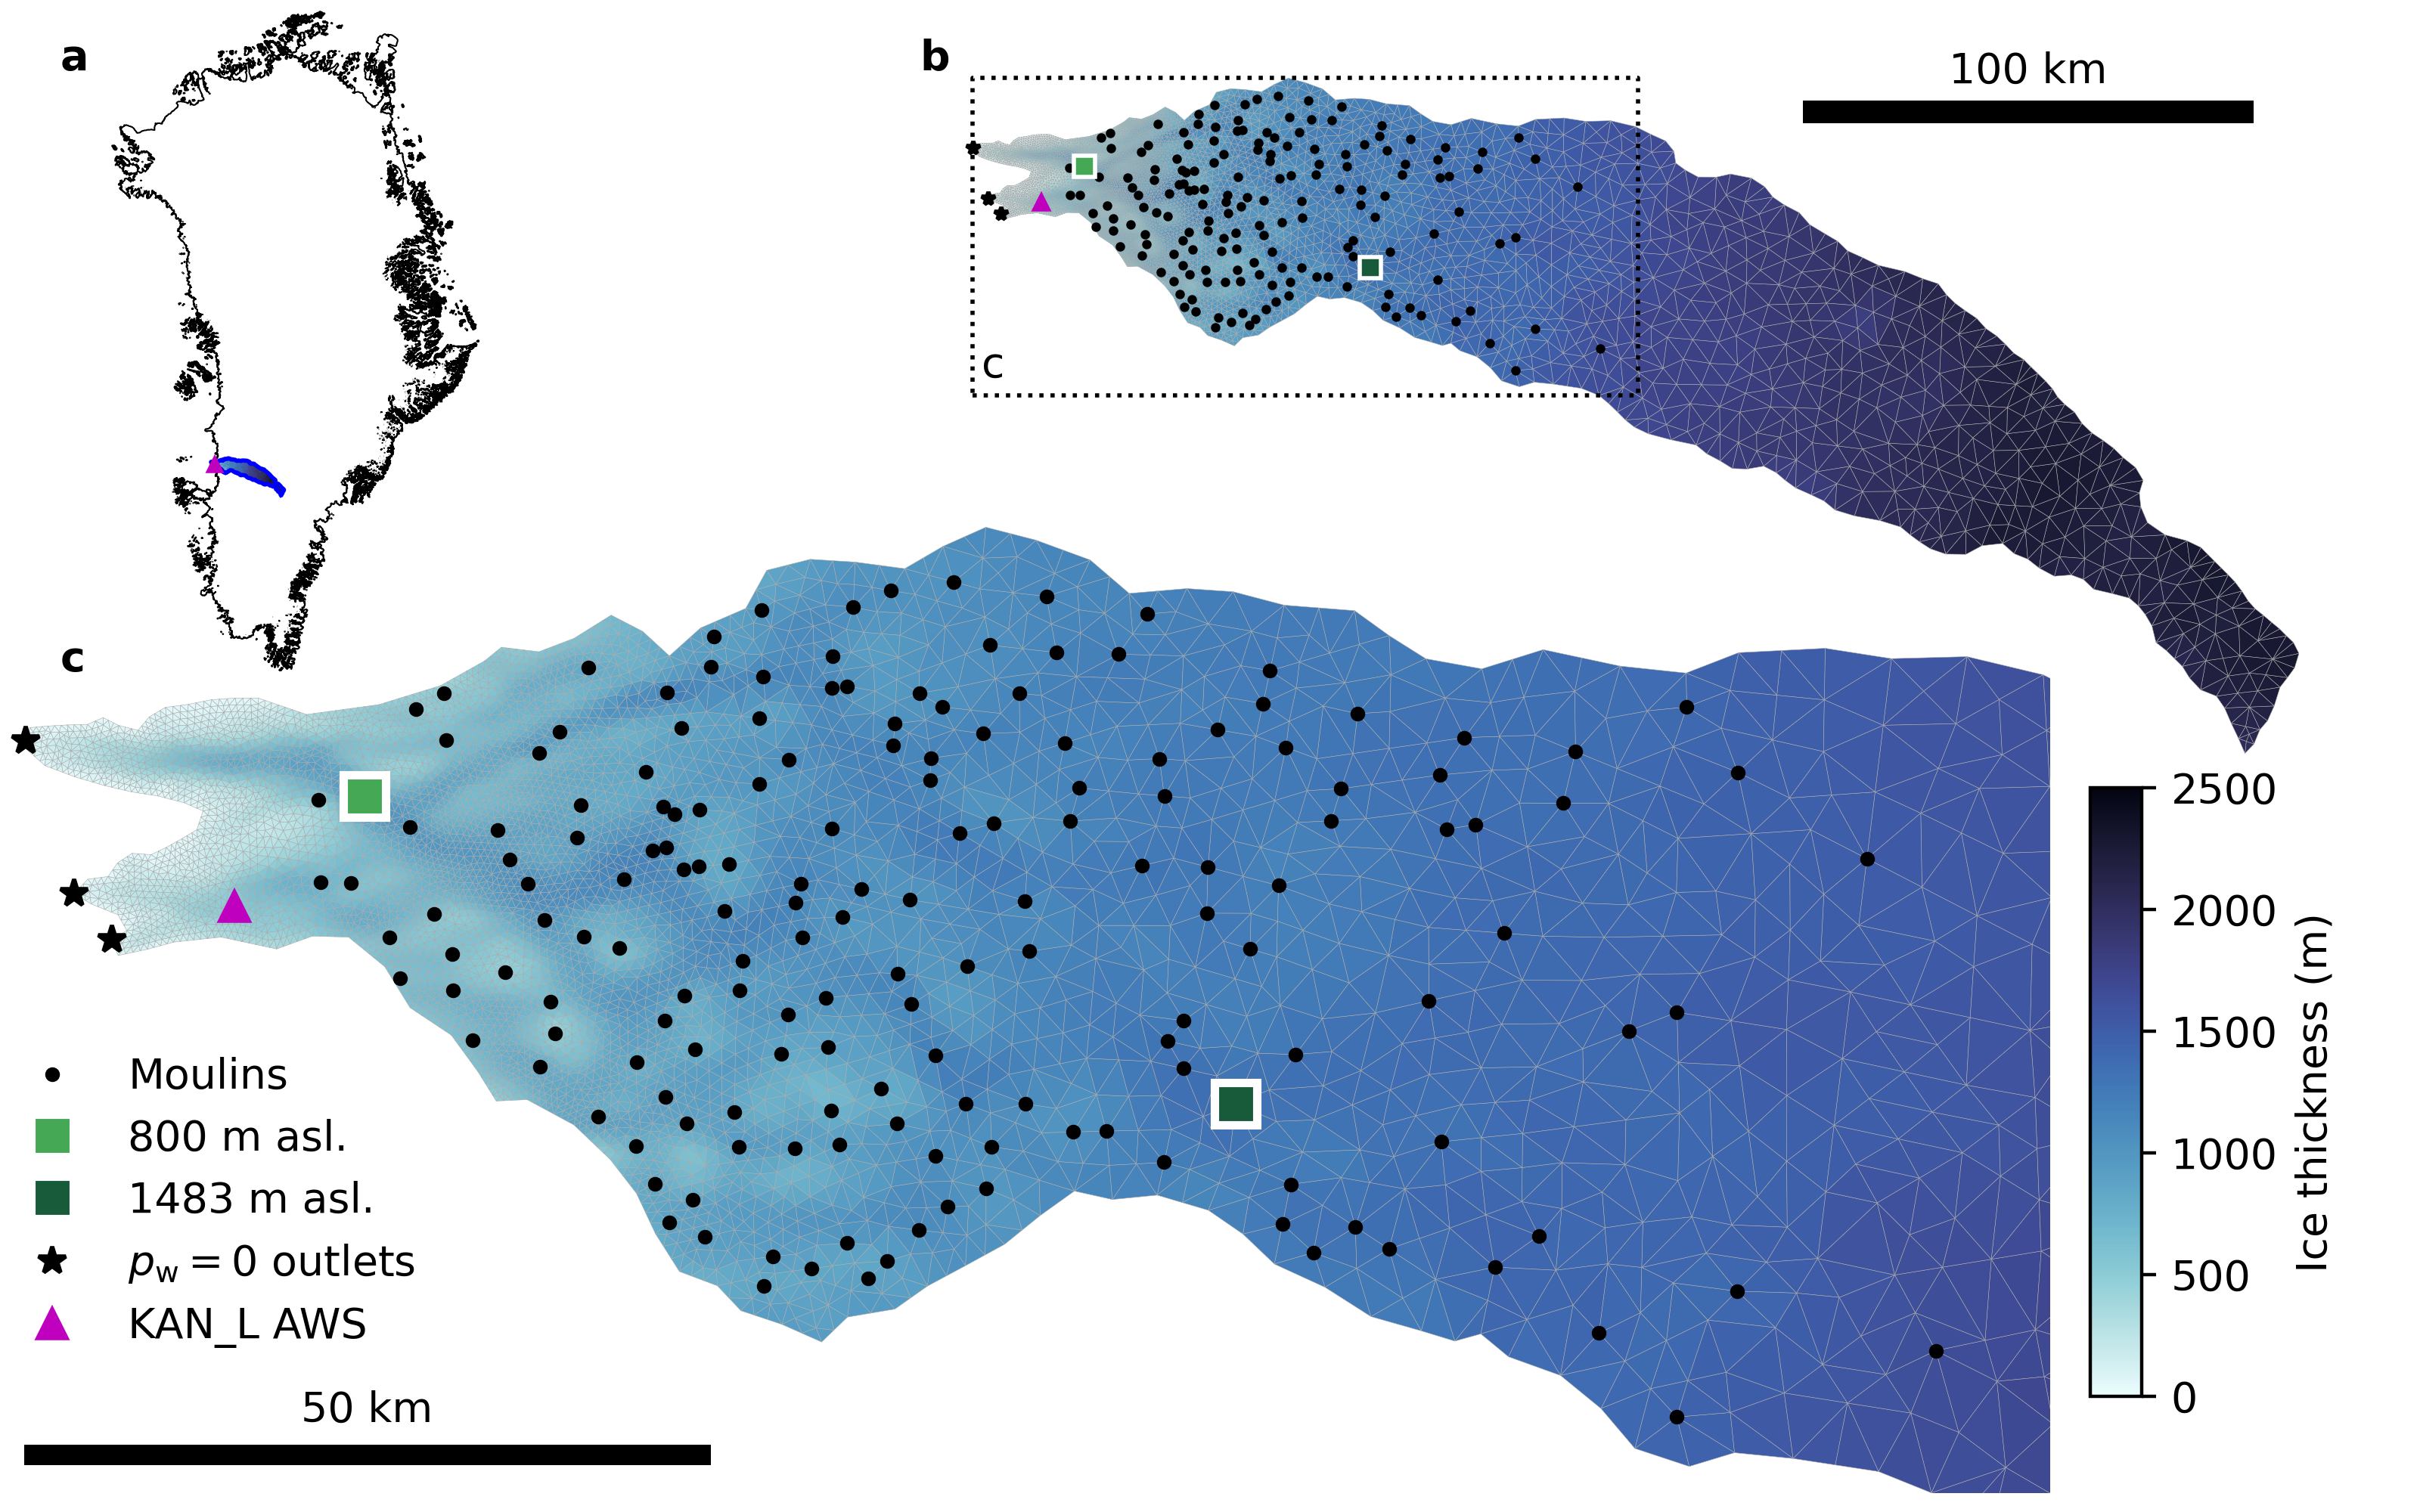 a
b
100 km
c
c
Moulins
800 m asl.
1483 m asl.
p_w = 0 outlets
KAN_L AWS
50 km
2500
2000
1500
1000
500
0
Ice thickness (m)